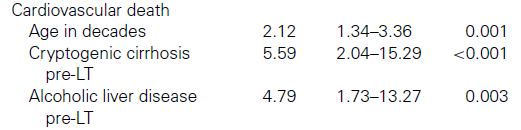 Cardiovascular death
Age in decades 2.12 1.34–3.36 0.001
Cryptogenic cirrhosis 5.59 2.04–15.29 <0.001
pre-LT
Alcoholic liver disease 4.79 1.73–13.27 0.003
pre-LT